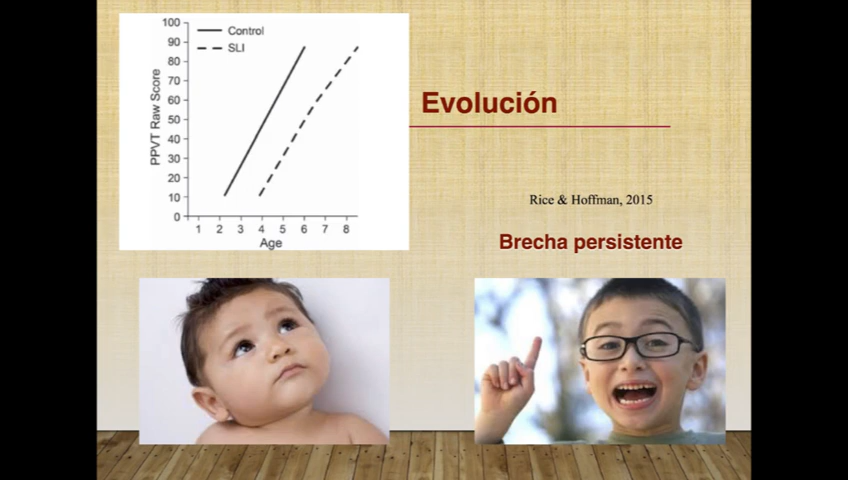 100
90
80
70
60
50
40
30
20
10
0
PPVT Raw Score
Control
SLI
1 2 3 4 5 6 7 8
Age
Evolución
Rice & Hoffman, 2015
Brecha persistente